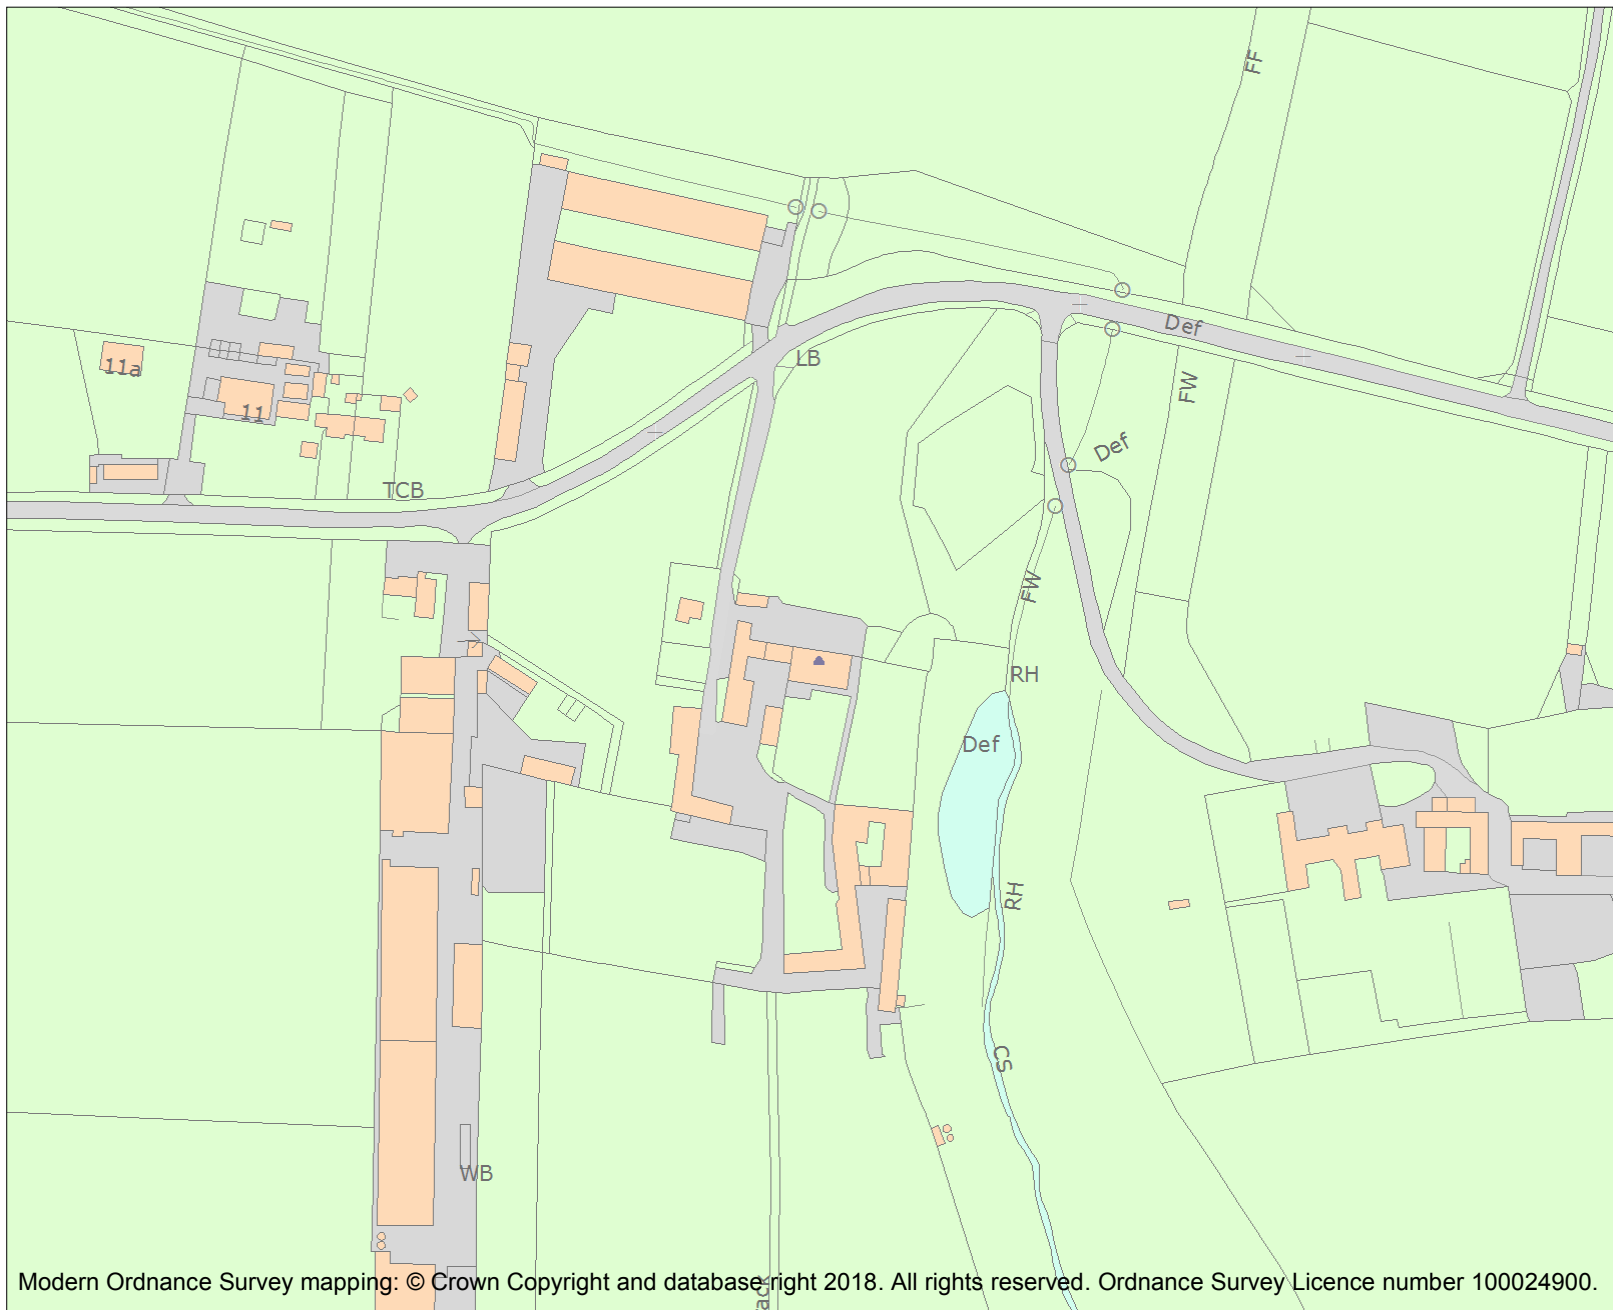 FF
Def
LB
11a
FW
11
Def
TCB
FW
RH
Def
RH
CS
WB
Modern Ordnance Survey mapping: © Crown Copyright and database right 2018. All rights reserved. Ordnance Survey Licence number 100024900.